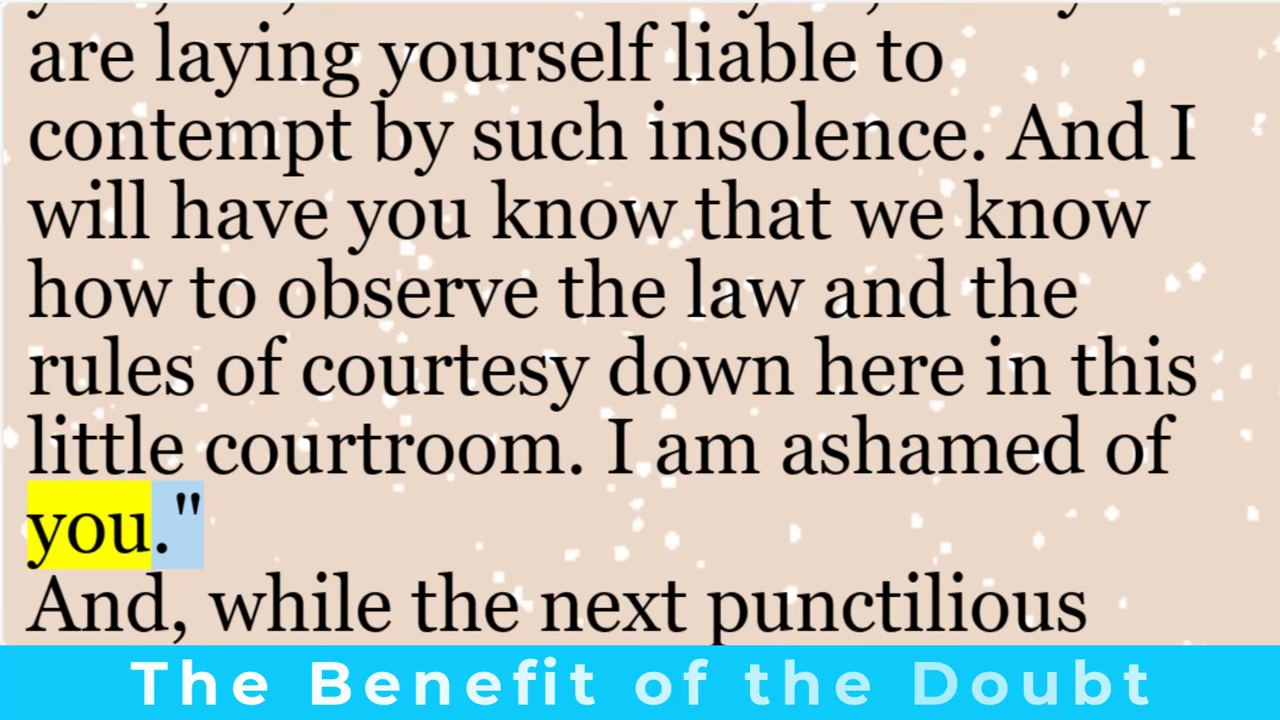 are laying yourself liable to
contempt by such insolence. And I
will have you know that we know
how to observe the law and the
rules of courtesy down here in this
little courtroom. I am ashamed of
you."
And, while the next punctilious
The Benefit of the Doubt